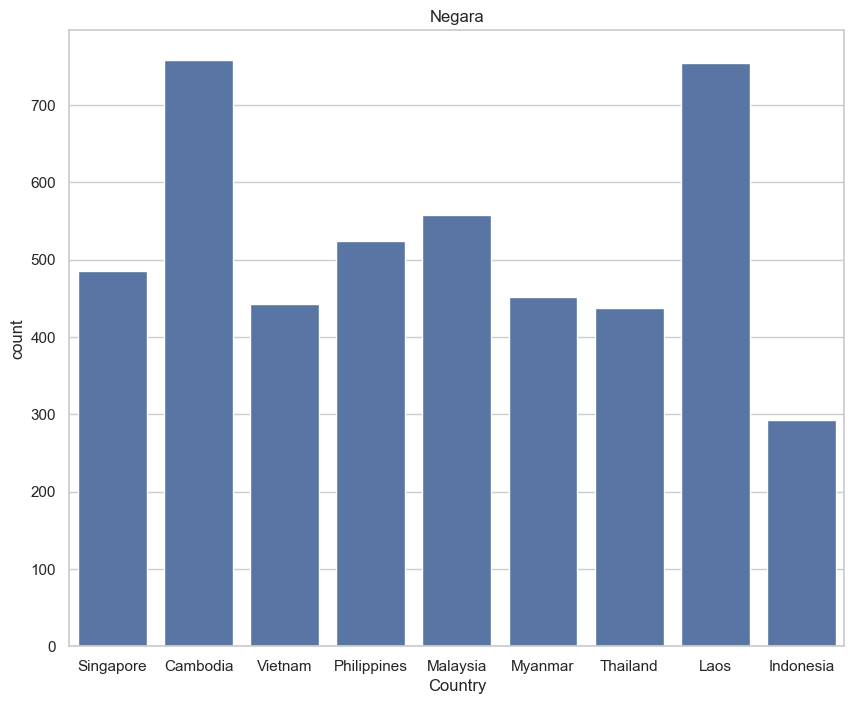 Negara
count
700
600
500
400
300
200
100
0
Singapore Cambodia Vietnam Philippines Malaysia Myanmar Thailand Laos Indonesia
Country